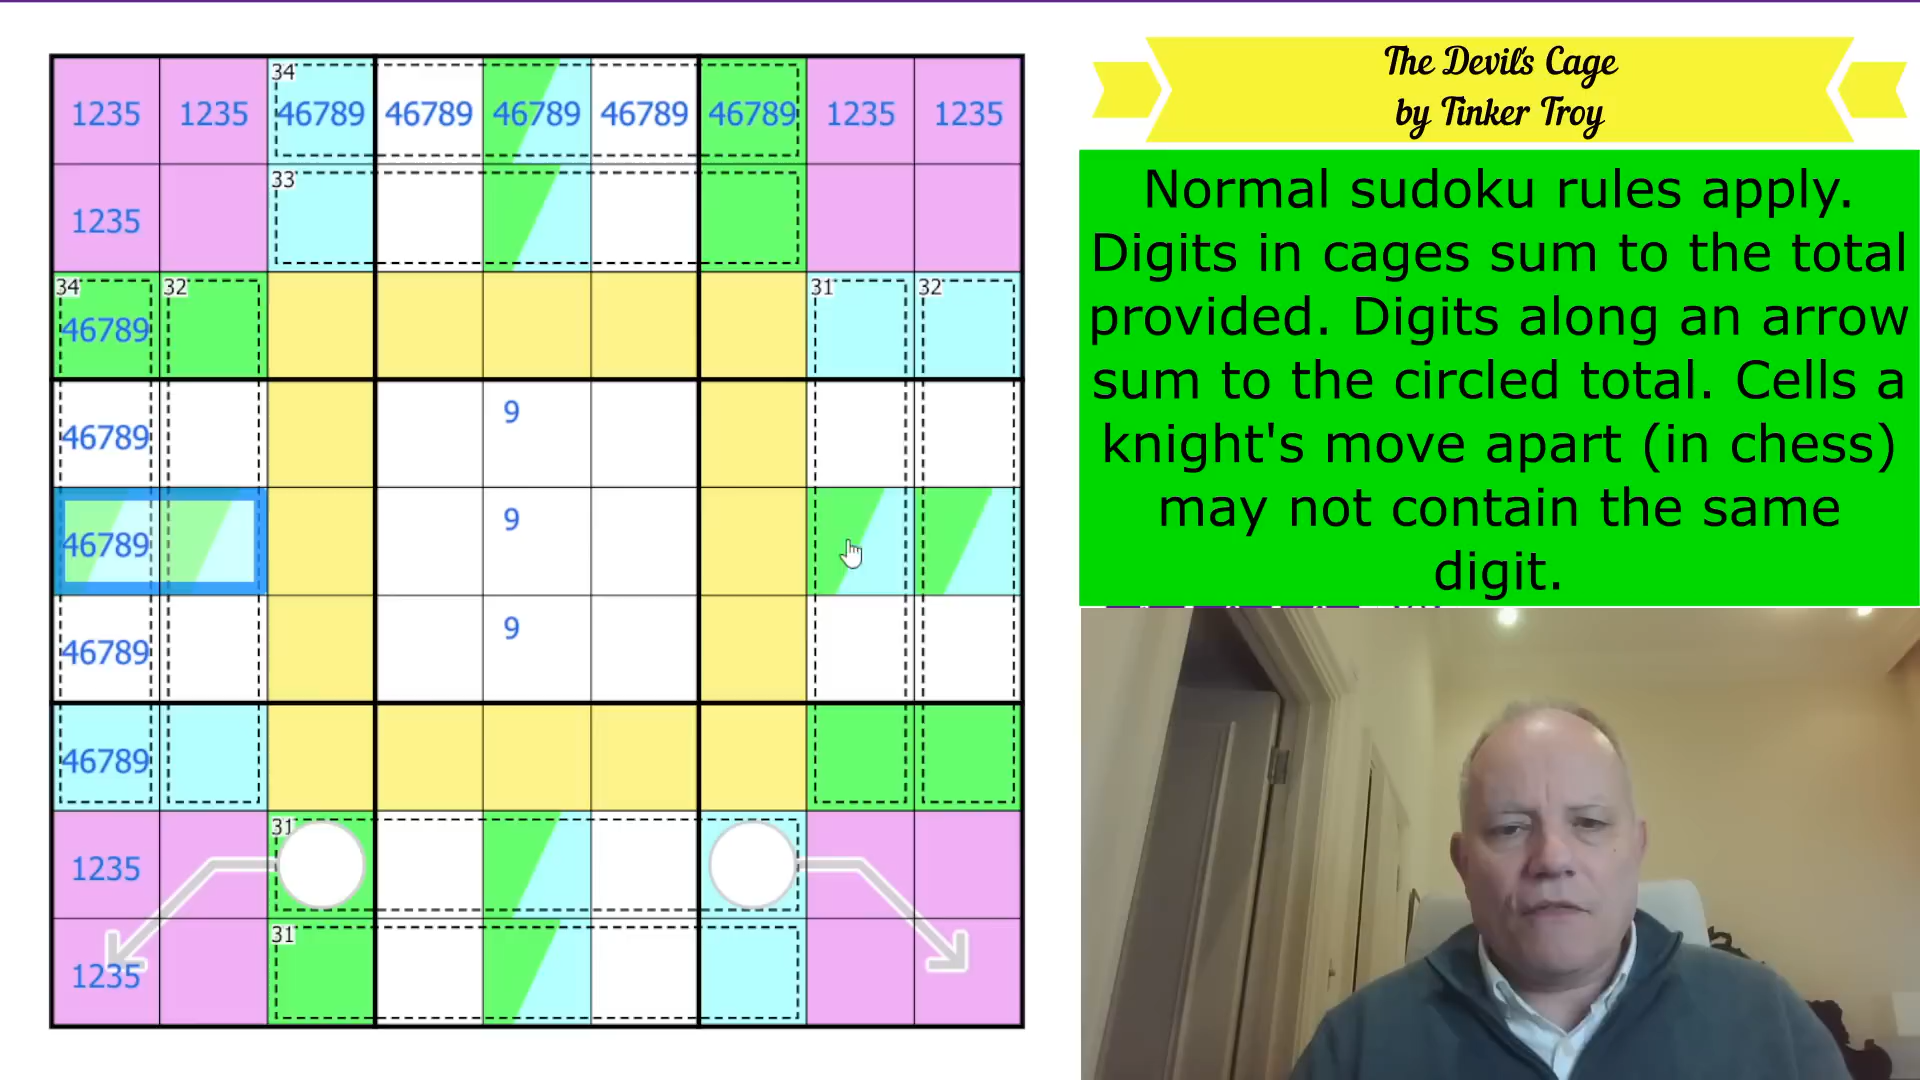 The Devil's Cage
by Tinker Troy
Normal sudoku rules apply.
Digits in cages sum to the total
provided. Digits along an arrow
sum to the circled total. Cells a
knight's move apart (in chess)
may not contain the same
digit.
34
1235 1235 46789 46789 46789 46789 46789 1235 1235
33
1235
34 32 31 32
46789
9
46789
9
46789
9
46789
46789
31
1235
31
1235